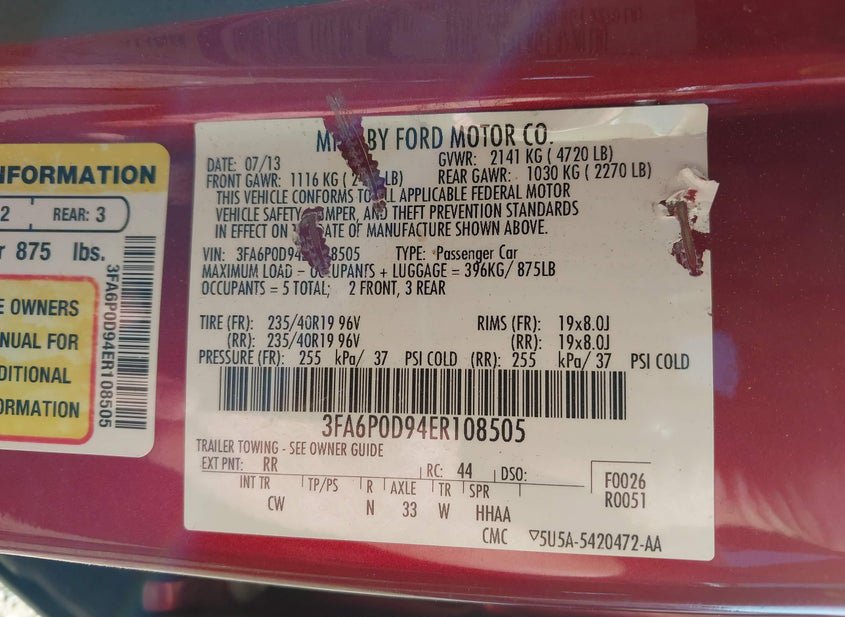 INFORMATION
2 REAR: 3
875 lbs.
E OWNERS
NUAL FOR
DITIONAL
ORMATION
3FA6P0D94ER108505
BY FORD MOTOR CO.
DATE: 07/13 GVWR: 2141 KG ( 4720 LB)
FRONT GAWR: 1116 KG ( LB) REAR GAWR: 1030 KG ( 2270 LB)
THIS VEHICLE CONFORMS TO APPLICABLE FEDERAL MOTOR
VEHICLE SAFETY, AND THEFT PREVENTION STANDARDS
IN EFFECT ON DATE OF MANUFACTURE SHOWN ABOVE.
VIN: 3FA6P0D94 8505 TYPE: Passenger Car
MAXIMUM LOAD – OCCUPANTS + LUGGAGE = 396KG/ 875LB
OCCUPANTS = 5 TOTAL; 2 FRONT, 3 REAR
TIRE (FR): 235/40R19 96V RIMS (FR): 19x8.0J
(RR): 235/40R19 96V (RR): 19x8.0J
PRESSURE (FR): 255 kPa/ 37 PSI COLD (RR): 255 kPa/ 37 PSI COLD
3FA6P0D94ER108505
TRAILER TOWING - SEE OWNER GUIDE
EXT PNT: RR RC: 44 DSO:
INT TR TP/PS R AXLE TR SPR
CW N 33 W HHAA
F0026
R0051
CMC ▽5U5A-5420472-AA